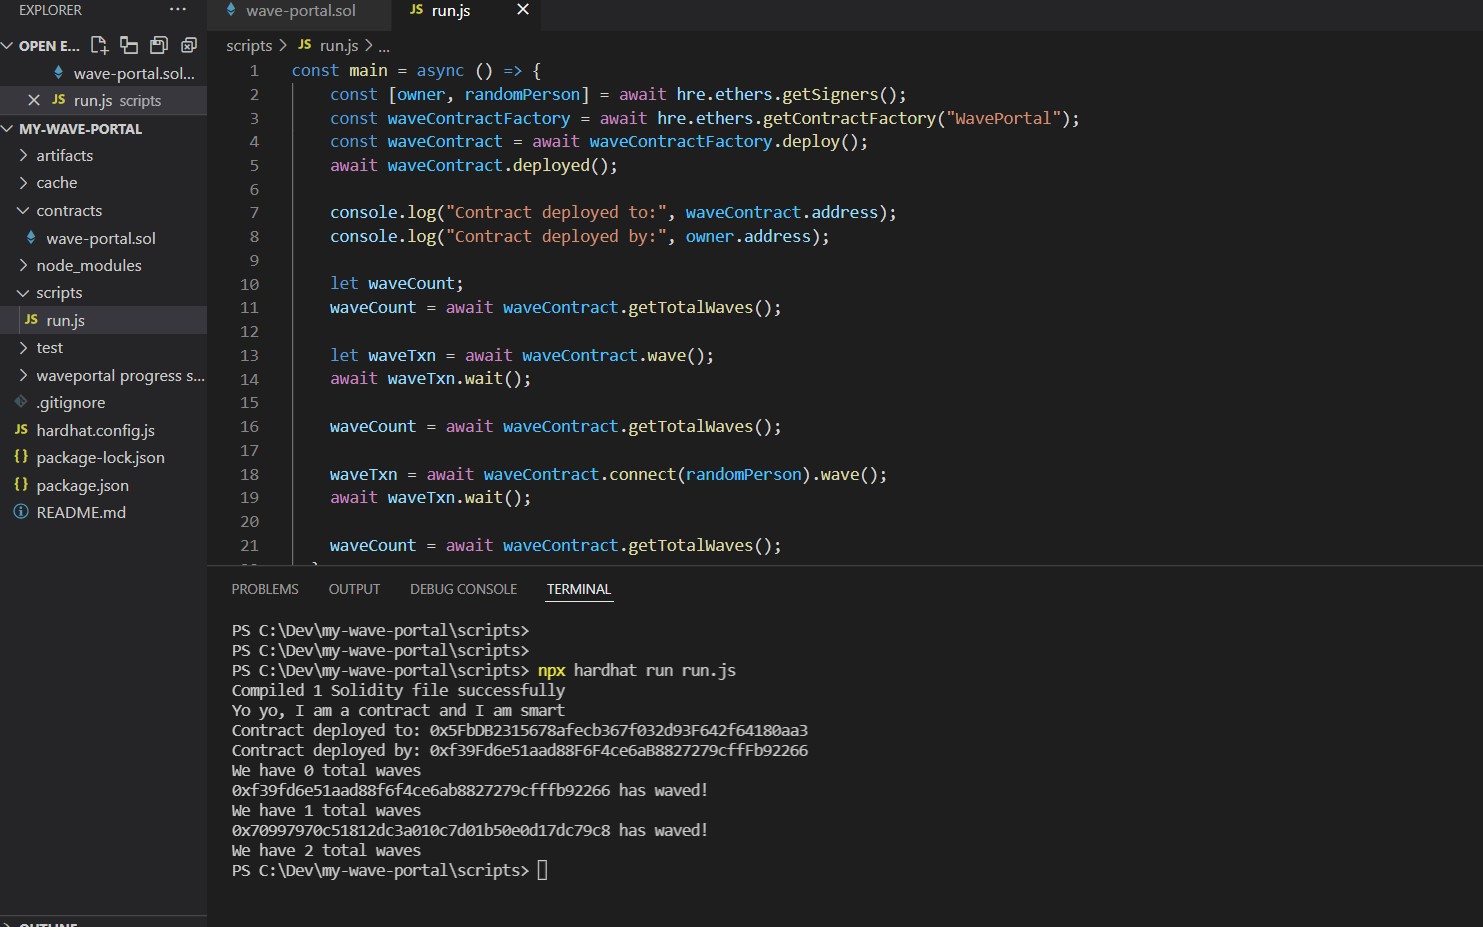 EXPLORER
...
OPEN E...
wave-portal.sol...
run.js scripts
MY-WAVE-PORTAL
artifacts
cache
contracts
wave-portal.sol
node_modules
scripts
JS run.js
test
waveportal progress s...
.gitignore
JS hardhat.config.js
{} package-lock.json
{} package.json
README.md
OUTLINE
wave-portal.sol
JS run.js
scripts > JS run.js > ...
1 const main = async () => {
2 const [owner, randomPerson] = await hre.ethers.getSigners();
3 const waveContractFactory = await hre.ethers.getContractFactory("WavePortal");
4 const waveContract = await waveContractFactory.deploy();
5 await waveContract.deployed();
6
7 console.log("Contract deployed to:", waveContract.address);
8 console.log("Contract deployed by:", owner.address);
9
10 let waveCount;
11 waveCount = await waveContract.getTotalWaves();
12
13 let waveTxn = await waveContract.wave();
14 await waveTxn.wait();
15
16 waveCount = await waveContract.getTotalWaves();
17
18 waveTxn = await waveContract.connect(randomPerson).wave();
19 await waveTxn.wait();
20
21 waveCount = await waveContract.getTotalWaves();
PROBLEMS OUTPUT DEBUG CONSOLE TERMINAL
PS C:\Dev\my-wave-portal\scripts>
PS C:\Dev\my-wave-portal\scripts>
PS C:\Dev\my-wave-portal\scripts> npx hardhat run run.js
Compiled 1 Solidity file successfully
Yo yo, I am a contract and I am smart
Contract deployed to: 0x5FbDB2315678afecb367f032d93F642f64180aa3
Contract deployed by: 0xf39Fd6e51aad88F6F4ce6aB8827279cffFb92266
We have 0 total waves
0xf39fd6e51aad88f6f4ce6ab8827279cfffb92266 has waved!
We have 1 total waves
0x70997970c51812dc3a010c7d01b50e0d17dc79c8 has waved!
We have 2 total waves
PS C:\Dev\my-wave-portal\scripts>